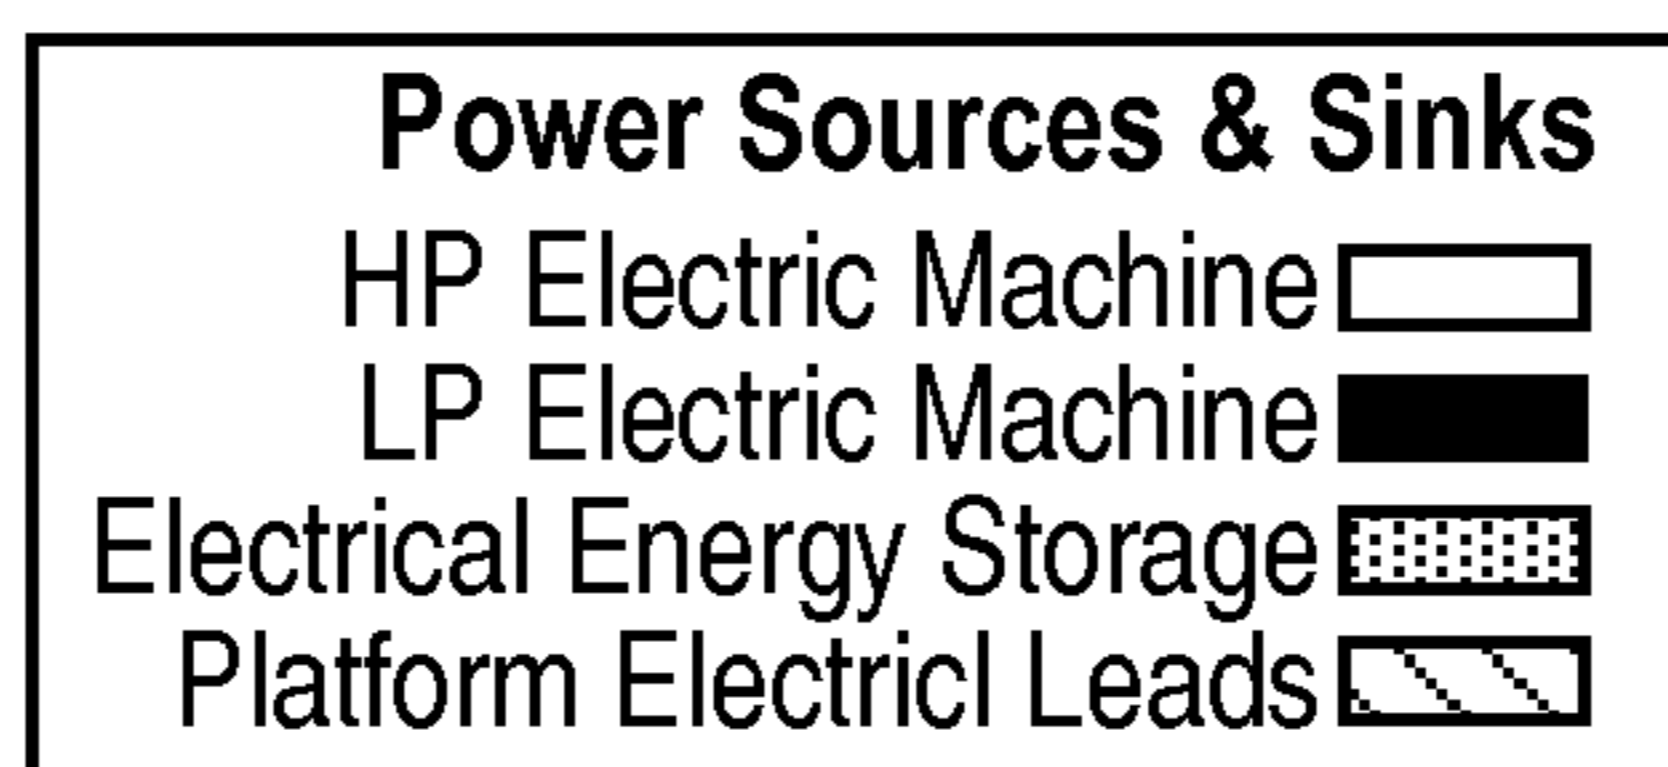 Power Sources & Sinks
HP Electric Machine
LP Electric Machine
Electrical Energy Storage
Platform Electricl Leads